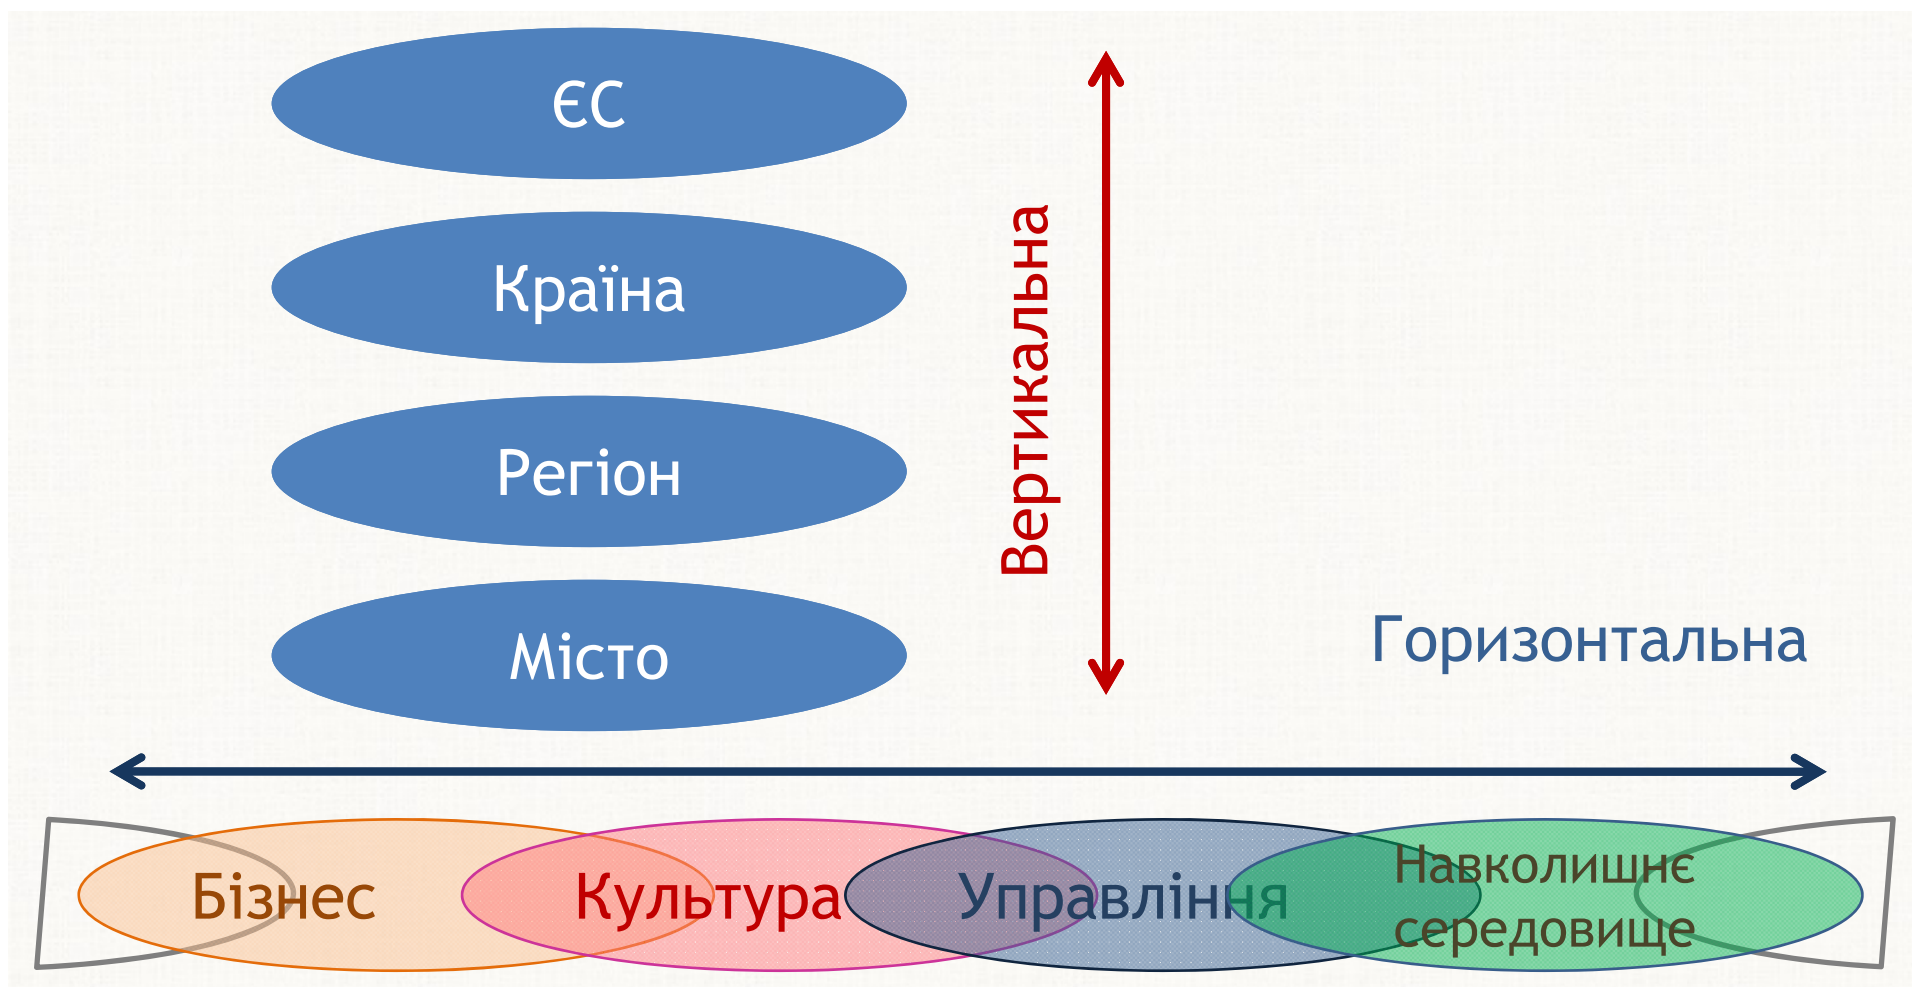 ЄС
Країна
Регіон
Місто
Вертикальна
Горизонтальна
Бізнес
Культура
Управління
Навколишнє
середовище